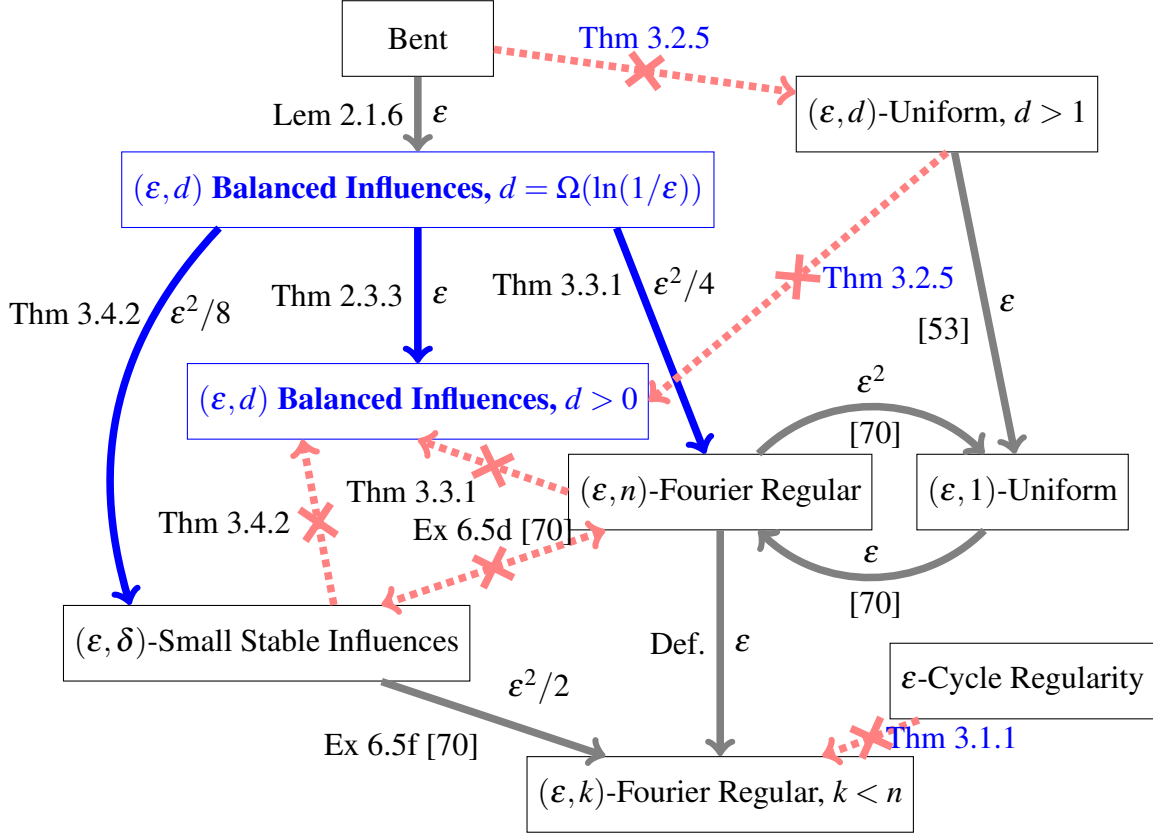 Bent
Thm 3.2.5
(ε,d)-Uniform, d > 1
Lem 2.1.6
ε
(ε,d) Balanced Influences, d = Ω(ln(1/ε))
Thm 3.4.2
ε²/8
Thm 2.3.3
ε
Thm 3.3.1
ε²/4
Thm 3.2.5
ε
[53]
(ε,d) Balanced Influences, d > 0
ε²
[70]
Thm 3.3.1
(ε,n)-Fourier Regular
(ε,1)-Uniform
Thm 3.4.2
Ex 6.5d [70]
ε
[70]
(ε,δ)-Small Stable Influences
Def.
ε
ε-Cycle Regularity
ε²/2
Ex 6.5f [70]
Thm 3.1.1
(ε,k)-Fourier Regular, k < n